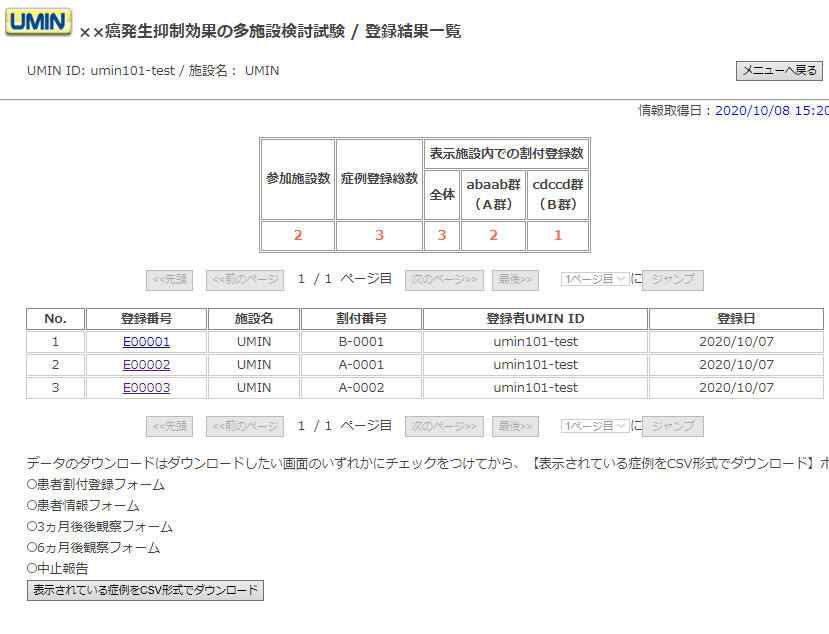 UMIN
××癌発生抑制効果の多施設検討試験 / 登録結果一覧
UMIN ID: umin101-test / 施設名： UMIN
メニューへ戻る
情報取得日：2020/10/08 15:20
参加施設数 症例登録総数 表示施設内での割付登録数
全体 abaab群（Ａ群） cdccd群（Ｂ群）
2 3 3 2 1
<<先頭 <<前のページ 1 / 1 ページ目 次のページ>> 最後>> 1ページ目 に ジャンプ
No. 登録番号 施設名 割付番号 登録者UMIN ID 登録日
1 E00001 UMIN B-0001 umin101-test 2020/10/07
2 E00002 UMIN A-0001 umin101-test 2020/10/07
3 E00003 UMIN A-0002 umin101-test 2020/10/07
<<先頭 <<前のページ 1 / 1 ページ目 次のページ>> 最後>> 1ページ目 に ジャンプ
データのダウンロードはダウンロードしたい画面のいずれかにチェックをつけてから、【表示されている症例をCSV形式でダウンロード】ボ
患者割付登録フォーム
患者情報フォーム
3ヵ月後後観察フォーム
6ヵ月後観察フォーム
中止報告
表示されている症例をCSV形式でダウンロード